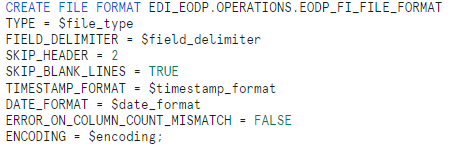 CREATE FILE FORMAT EDI_EODP.OPERATIONS.EODP_FI_FILE_FORMAT
TYPE = $file_type
FIELD_DELIMITER = $field_delimiter
SKIP_HEADER = 2
SKIP_BLANK_LINES = TRUE
TIMESTAMP_FORMAT = $timestamp_format
DATE_FORMAT = $date_format
ERROR_ON_COLUMN_COUNT_MISMATCH = FALSE
ENCODING = $encoding;